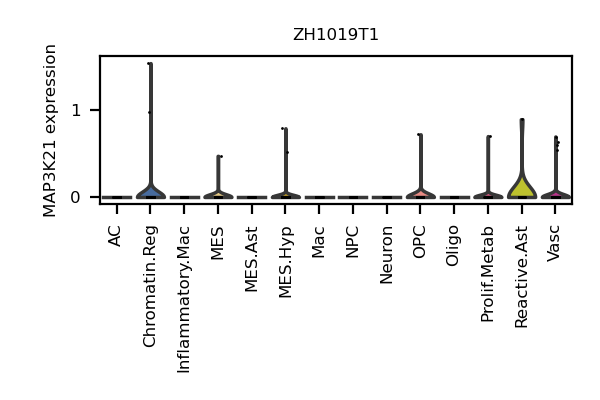 ZH1019T1
MAP3K21 expression
1
0
AC
Chromatin.Reg
Inflammatory.Mac
MES
MES.Ast
MES.Hyp
Mac
NPC
Neuron
OPC
Oligo
Prolif.Metab
Reactive.Ast
Vasc